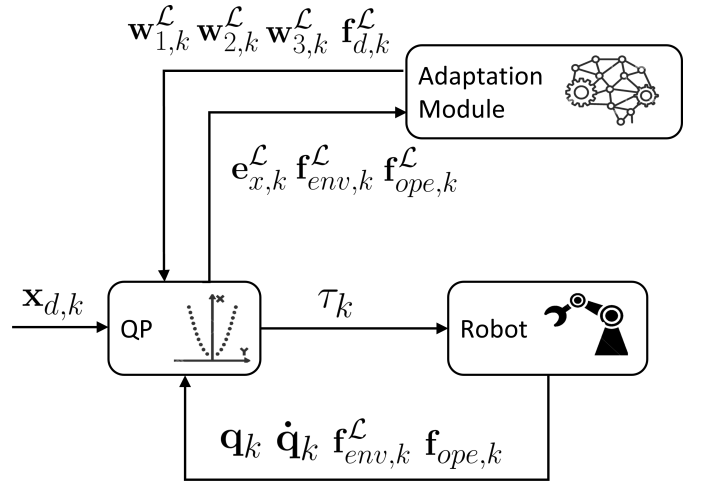 w^ℒ_{1,k} w^ℒ_{2,k} w^ℒ_{3,k} f^ℒ_{d,k}
Adaptation
Module
e^ℒ_{x,k} f^ℒ_{env,k} f^ℒ_{ope,k}
x_{d,k}
QP
X
Y
τ_k
Robot
q_k q̇_k f^ℒ_{env,k} f_{ope,k}